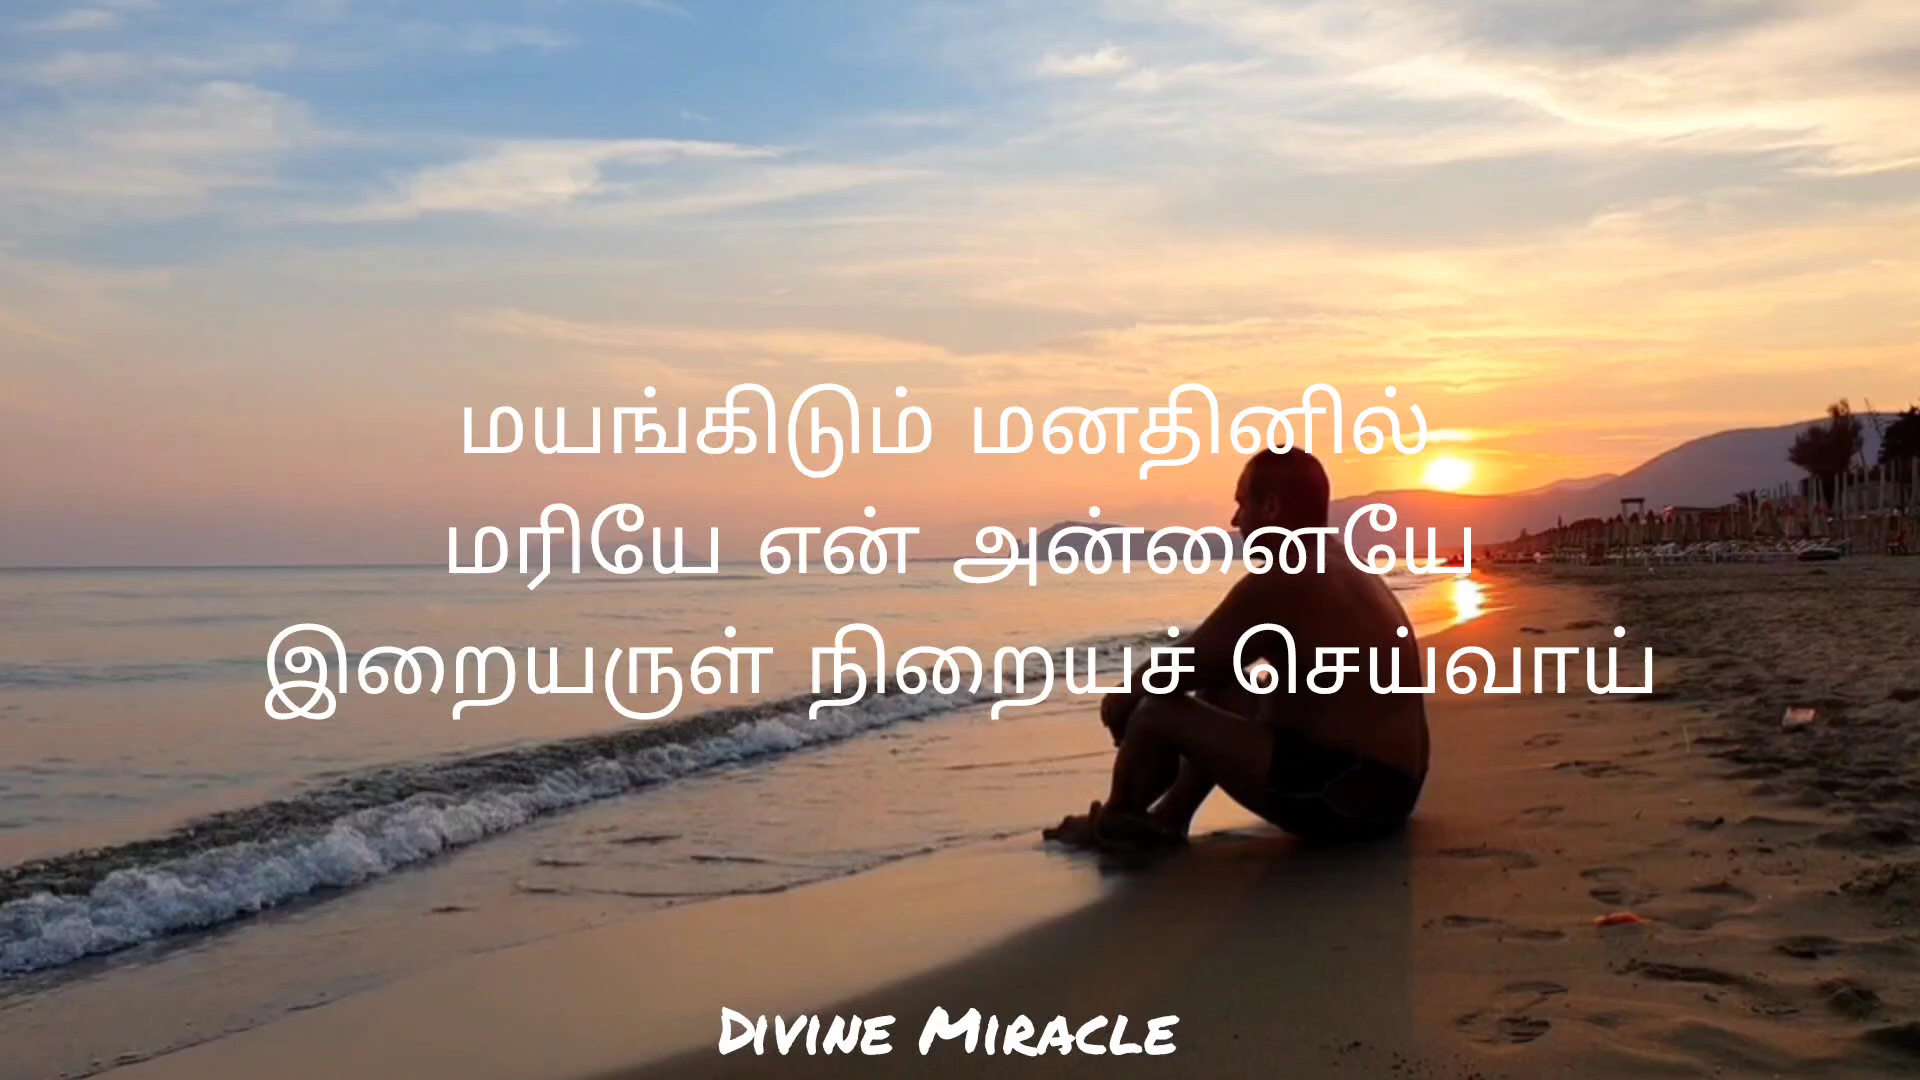 மயங்கிடும் மனதினில்
மரியே என் அன்னையே
இறையருள் நிறையச் செய்வாய்
Divine Miracle